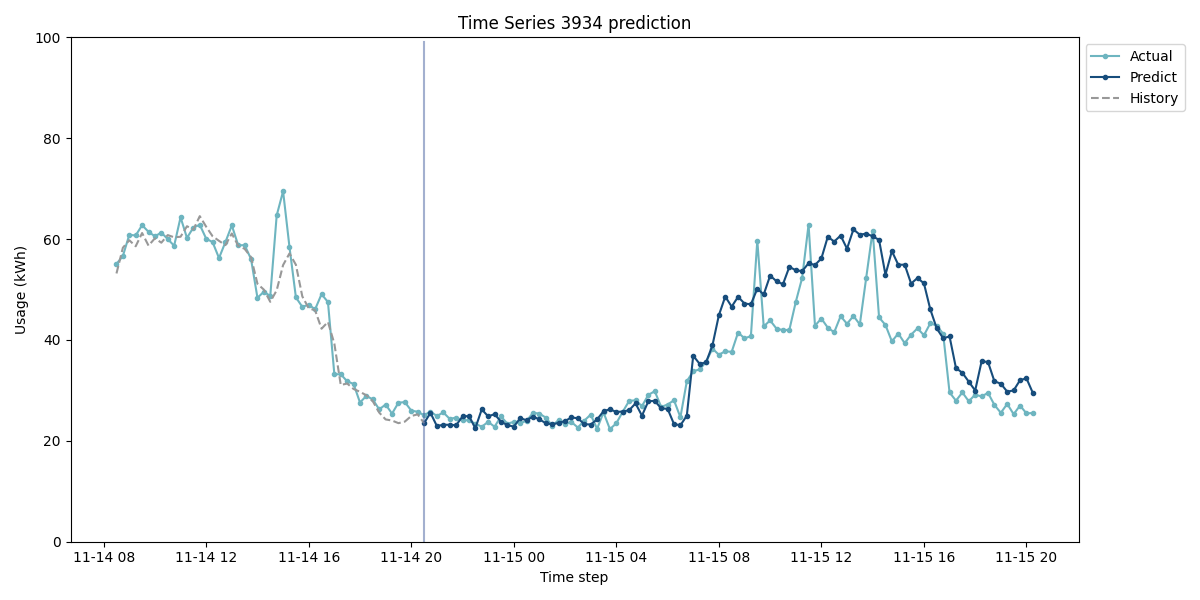 Time Series 3934 prediction
100
80
60
40
20
0
Usage (kWh)
11-14 08 11-14 12 11-14 16 11-14 20 11-15 00 11-15 04 11-15 08 11-15 12 11-15 16 11-15 20
Time step
Actual
Predict
History